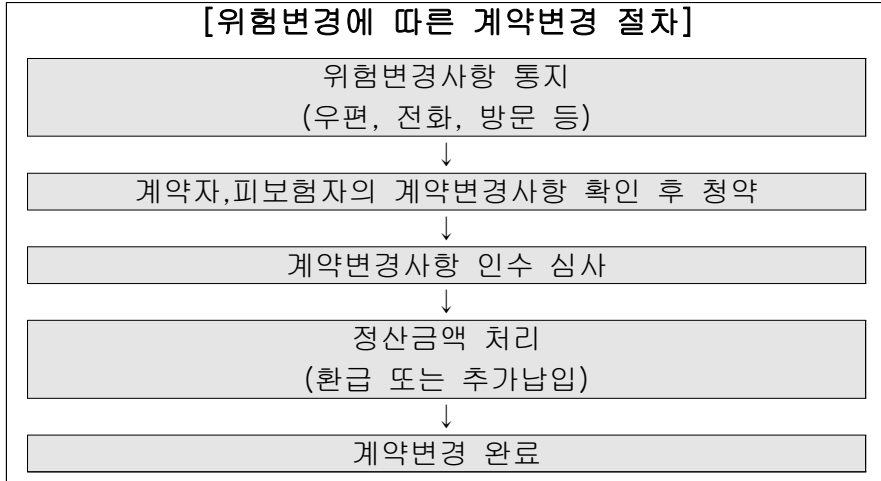 [위험변경에 따른 계약변경 절차]
위험변경사항 통지
(우편, 전화, 방문 등)
↓
계약자,피보험자의 계약변경사항 확인 후 청약
↓
계약변경사항 인수 심사
↓
정산금액 처리
(환급 또는 추가납입)
↓
계약변경 완료